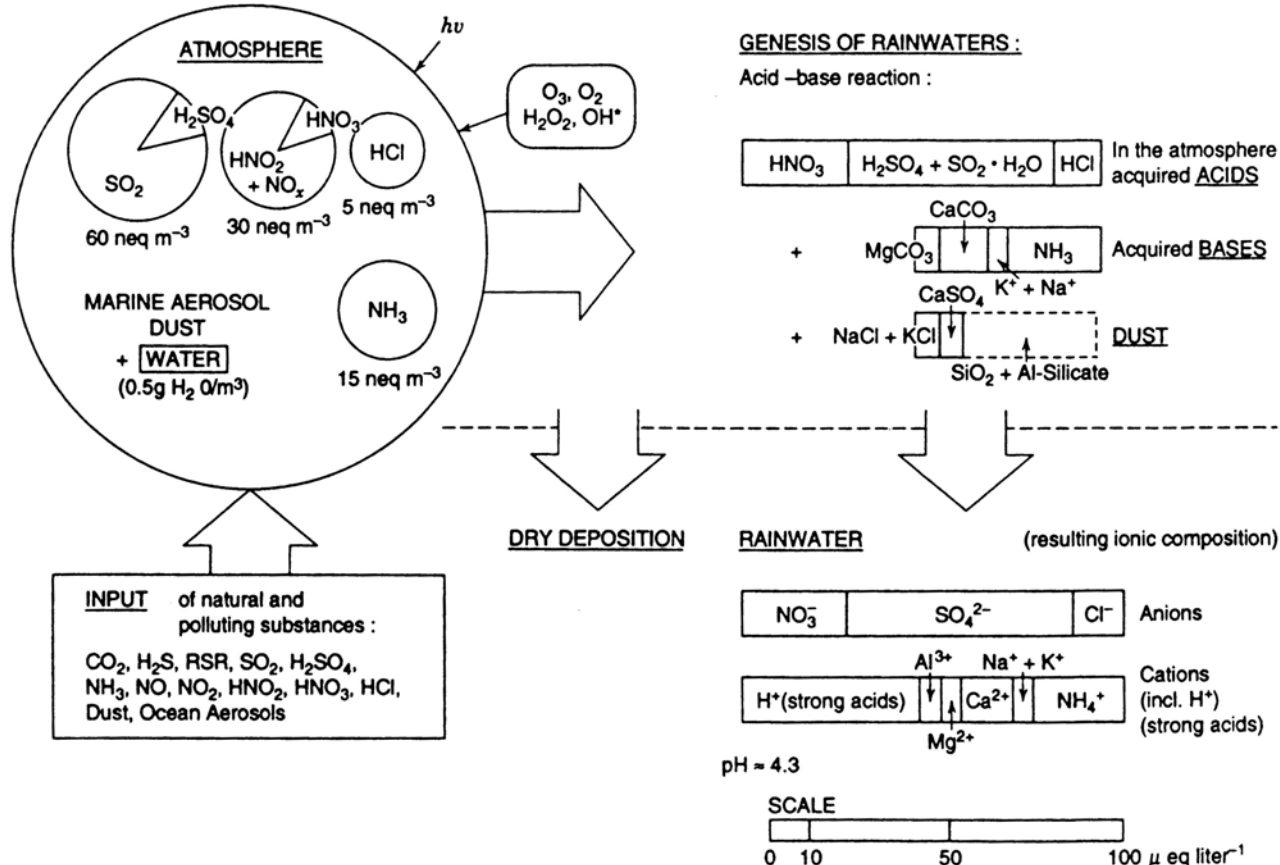 ATMOSPHERE
hν
O₃, O₂
H₂O₂, OH*
H₂SO₄
SO₂
60 neq m⁻³
HNO₃
HNO₂
+ NOₓ
30 neq m⁻³
HCl
5 neq m⁻³
NH₃
15 neq m⁻³
MARINE AEROSOL
DUST
+ WATER
(0.5g H₂ 0/m³)
INPUT of natural and
polluting substances :
CO₂, H₂S, RSR, SO₂, H₂SO₄,
NH₃, NO, NO₂, HNO₂, HNO₃, HCl,
Dust, Ocean Aerosols
DRY DEPOSITION
GENESIS OF RAINWATERS :
Acid –base reaction :
HNO₃ H₂SO₄ + SO₂ · H₂O HCl
In the atmosphere
acquired ACIDS
CaCO₃
+ MgCO₃ NH₃ Acquired BASES
K⁺ + Na⁺
CaSO₄
+ NaCl + KCl DUST
SiO₂ + Al-Silicate
RAINWATER (resulting ionic composition)
NO₃⁻ SO₄²⁻ Cl⁻ Anions
Al³⁺ Na⁺ + K⁺
H⁺(strong acids) Ca²⁺ NH₄⁺
Mg²⁺
Cations
(incl. H⁺)
(strong acids)
pH ≈ 4.3
SCALE
0 10 50 100 μ eq liter⁻¹